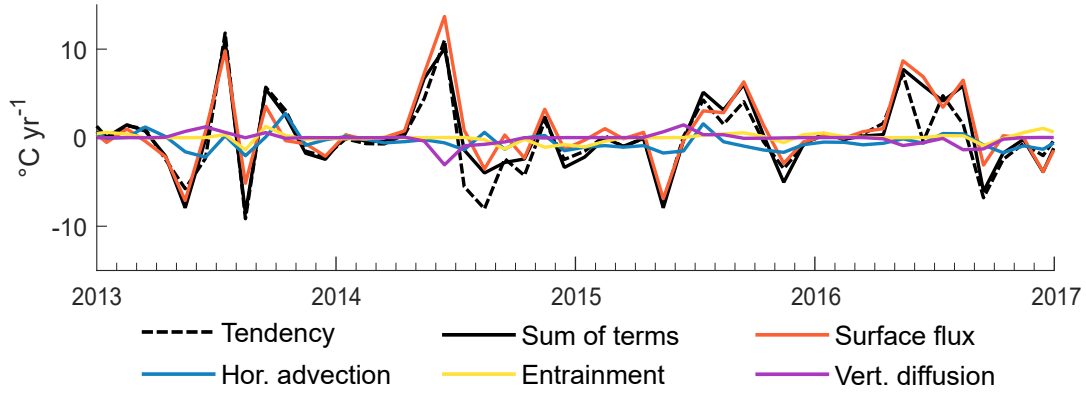 °C yr⁻¹
10
0
-10
2013 2014 2015 2016 2017
Tendency Sum of terms Surface flux
Hor. advection Entrainment Vert. diffusion